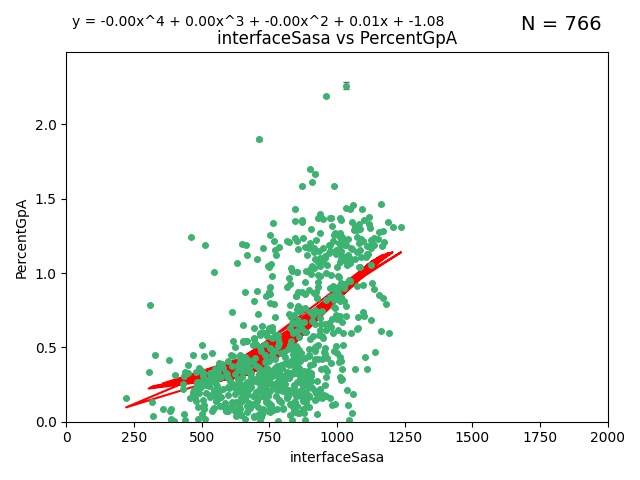 y = -0.00x^4 + 0.00x^3 + -0.00x^2 + 0.01x + -1.08
N = 766
interfaceSasa vs PercentGpA
PercentGpA
2.0
1.5
1.0
0.5
0.0
0 250 500 750 1000 1250 1500 1750 2000
interfaceSasa